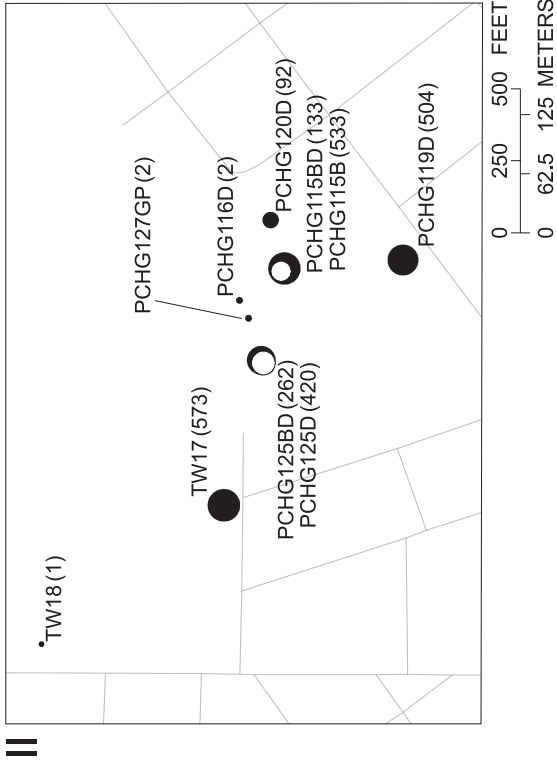 II
TW18 (1)
TW17 (573)
PCHG125BD (262)
PCHG125D (420)
PCHG127GP (2)
PCHG116D (2)
PCHG120D (92)
PCHG115BD (133)
PCHG115B (533)
PCHG119D (504)
0 250 500 FEET
0 62.5 125 METERS